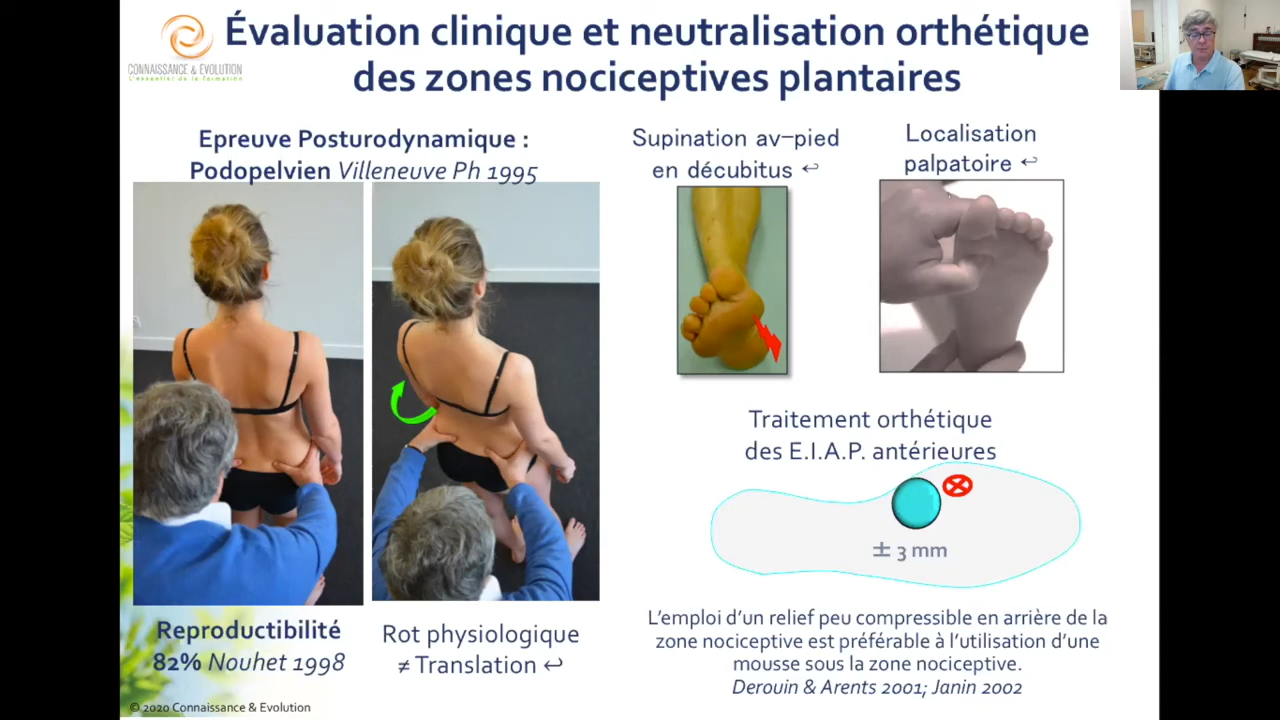 Évaluation clinique et neutralisation orthétique
des zones nociceptives plantaires
CONNAISSANCE & EVOLUTION
L'essentiel de la formation
Epreuve Posturodynamique :
Podopelvien Villeneuve Ph 1995
Supination av-pied
en décubitus ↩
Localisation
palpatoire ↩
Traitement orthétique
des E.I.A.P. antérieures
± 3 mm
Reproductibilité
82% Nouhet 1998
Rot physiologique
≠ Translation ↩
L'emploi d'un relief peu compressible en arrière de la
zone nociceptive est préférable à l'utilisation d'une
mousse sous la zone nociceptive.
Derouin & Arents 2001; Janin 2002
© 2020 Connaissance & Evolution